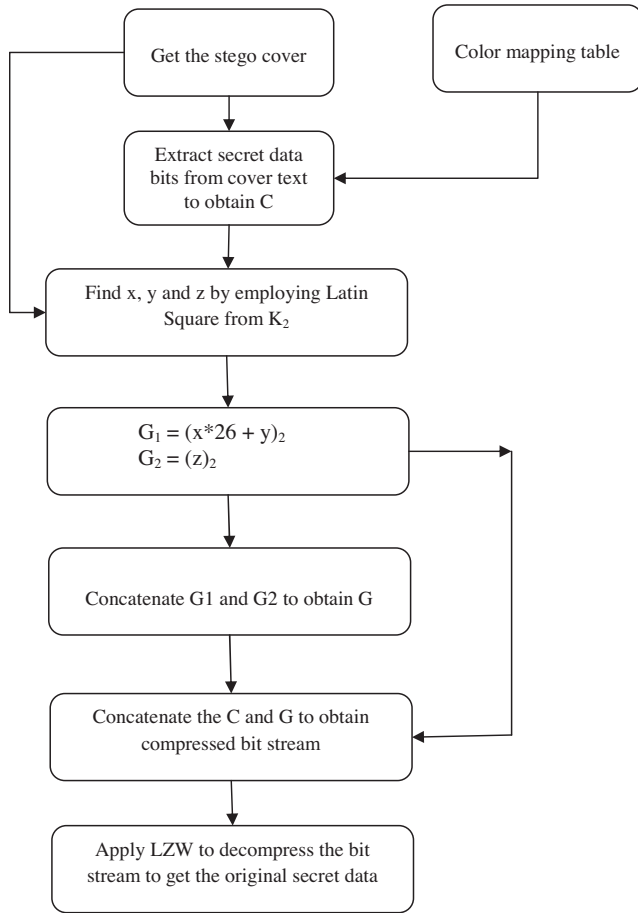 Get the stego cover
Color mapping table
Extract secret data
bits from cover text
to obtain C
Find x, y and z by employing Latin
Square from K₂
G₁ = (x*26 + y)₂
G₂ = (z)₂
Concatenate G1 and G2 to obtain G
Concatenate the C and G to obtain
compressed bit stream
Apply LZW to decompress the bit
stream to get the original secret data